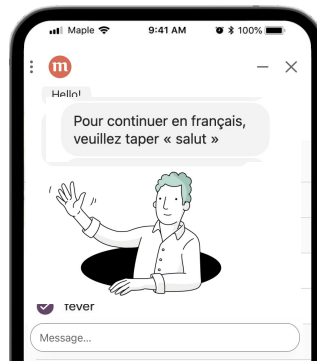 Maple
9:41 AM
100%
m
Hello!
Pour continuer en français,
veuillez taper « salut »
fever
Message...